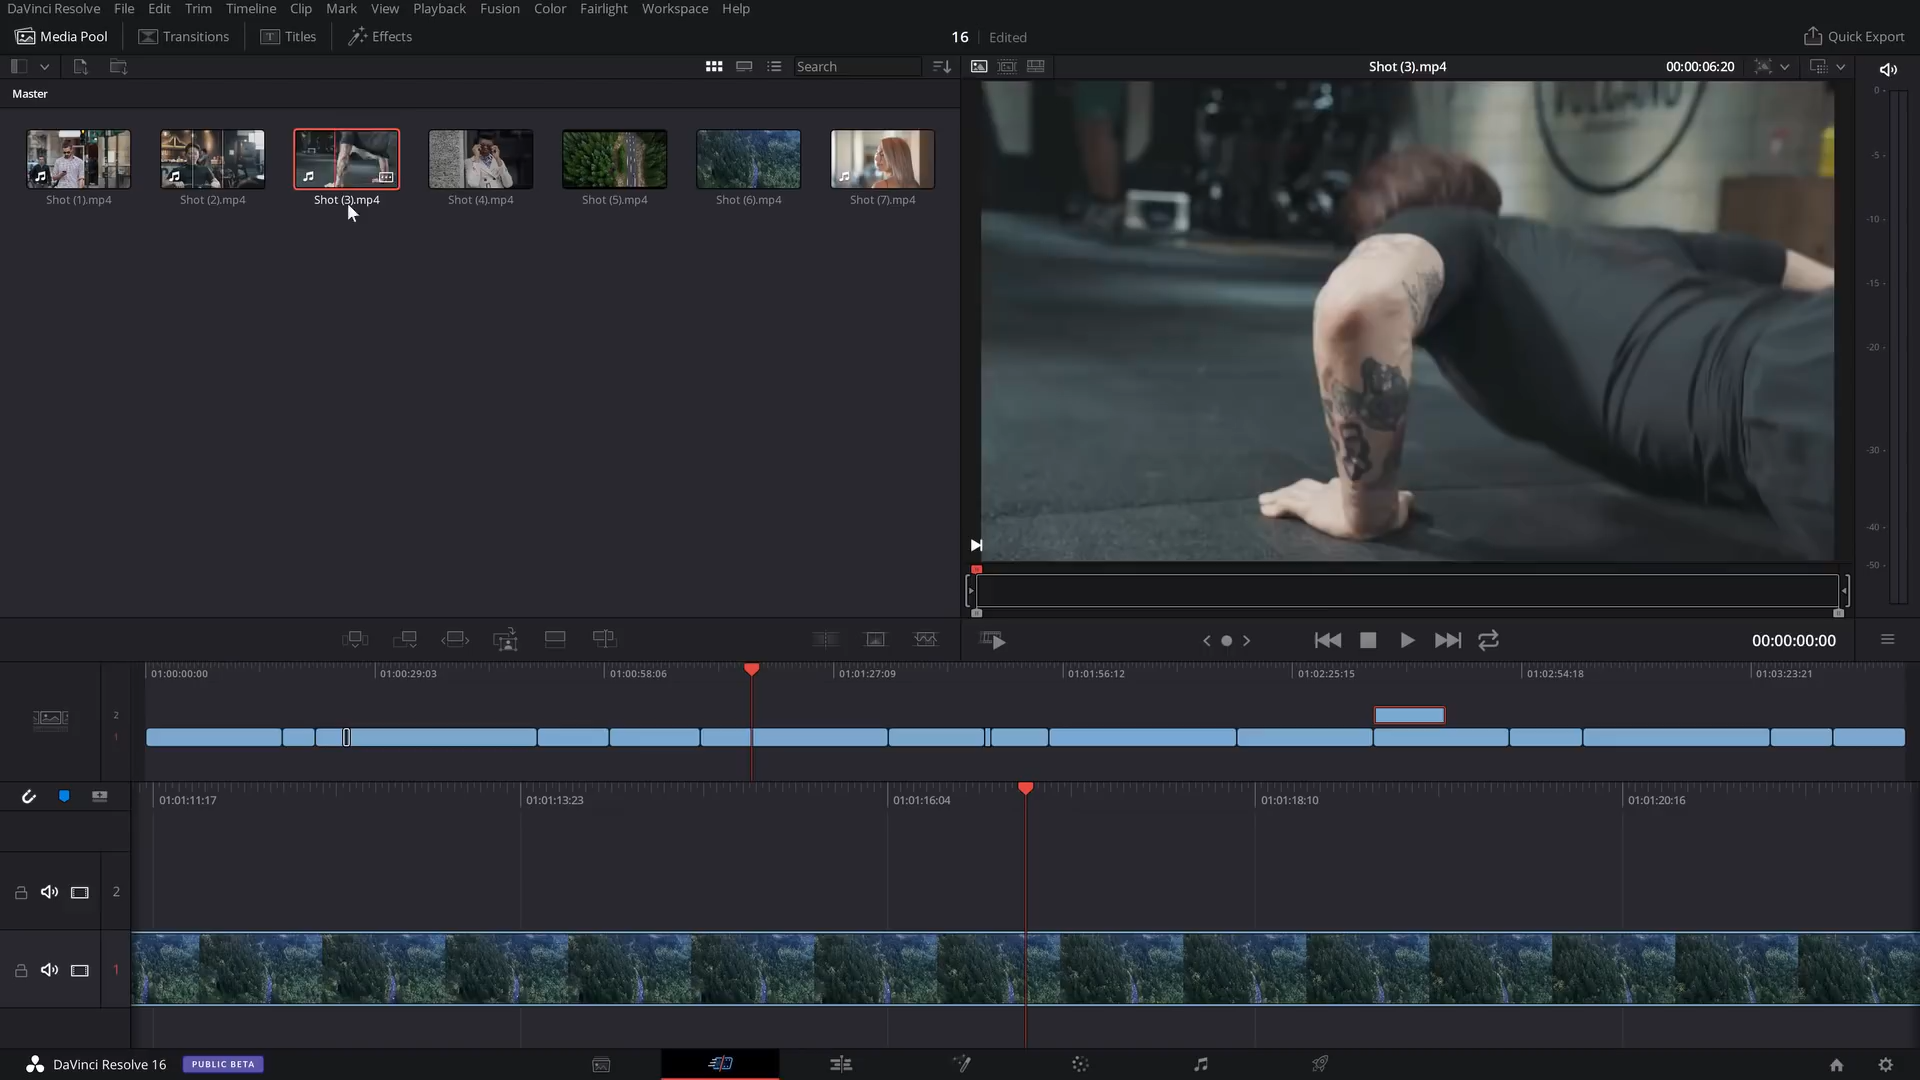 DaVinci Resolve File Edit Trim Timeline Clip Mark View Playback Fusion Color Fairlight Workspace Help
Media Pool Transitions Titles Effects 16 Edited Quick Export
Search Shot (3).mp4 00:00:06:20
Master
Shot (1).mp4 Shot (2).mp4 Shot (3).mp4 Shot (4).mp4 Shot (5).mp4 Shot (6).mp4 Shot (7).mp4
0
-5
-10
-15
-20
-30
-40
-50
00:00:00:00
01:00:00:00 01:00:29:03 01:00:58:06 01:01:27:09 01:01:56:12 01:02:25:15 01:02:54:18 01:03:23:21
2
1
01:01:11:17 01:01:13:23 01:01:16:04 01:01:18:10 01:01:20:16
2
1
DaVinci Resolve 16 PUBLIC BETA